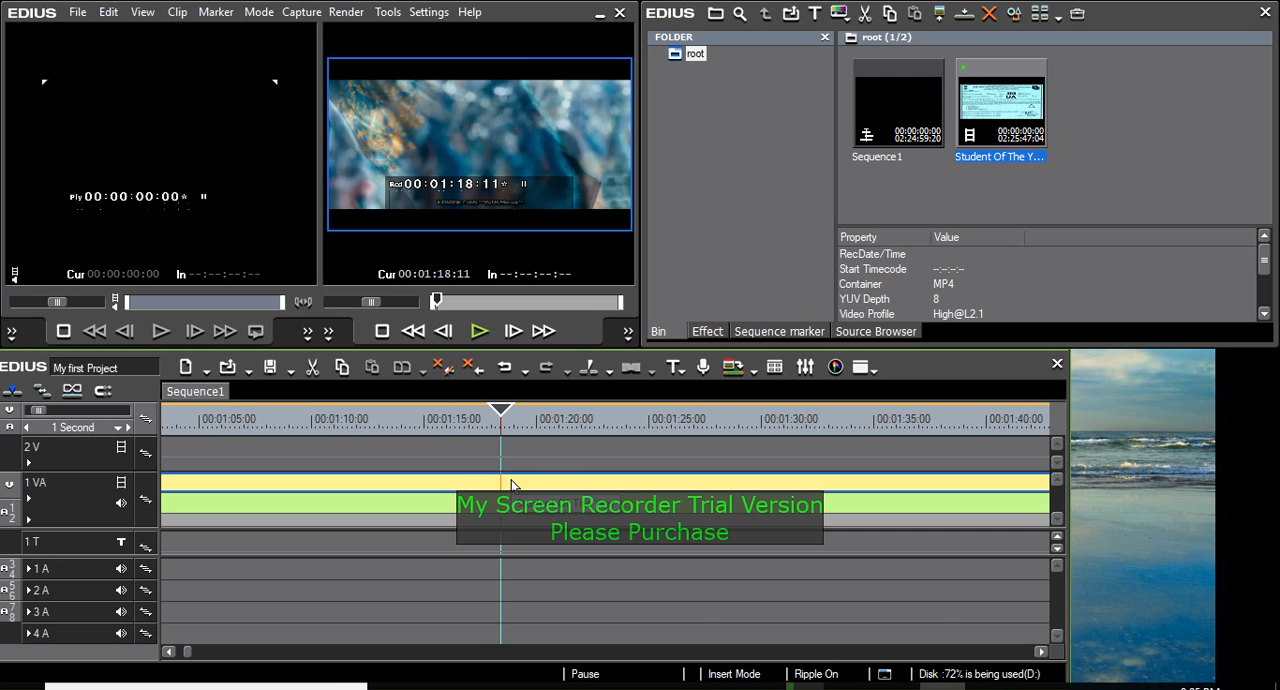 EDIUS File Edit View Clip Marker Mode Capture Render Tools Settings Help
Ply 00:00:00:00* II
Cur 00:00:00:00 In --:--:--:--
Rcd 00:01:18:11* II
Cur 00:01:18:11 In --:--:--:--
EDIUS
FOLDER
root
root (1/2)
00:00:00:00
02:24:59:20
Sequence1
00:00:00:00
02:25:47:04
Student Of The Y...
Property Value
RecDate/Time
Start Timecode --:--:--:--
Container MP4
YUV Depth 8
Video Profile High@L2.1
Bin Effect Sequence marker Source Browser
EDIUS My first Project
Sequence1
1 Second
00:01:05:00 00:01:10:00 00:01:15:00 00:01:20:00 00:01:25:00 00:01:30:00 00:01:35:00 00:01:40:00
2 V
1 VA
1 T
1 A
2 A
3 A
4 A
My Screen Recorder Trial Version
Please Purchase
Pause Insert Mode Ripple On Disk :72% is being used(D:)